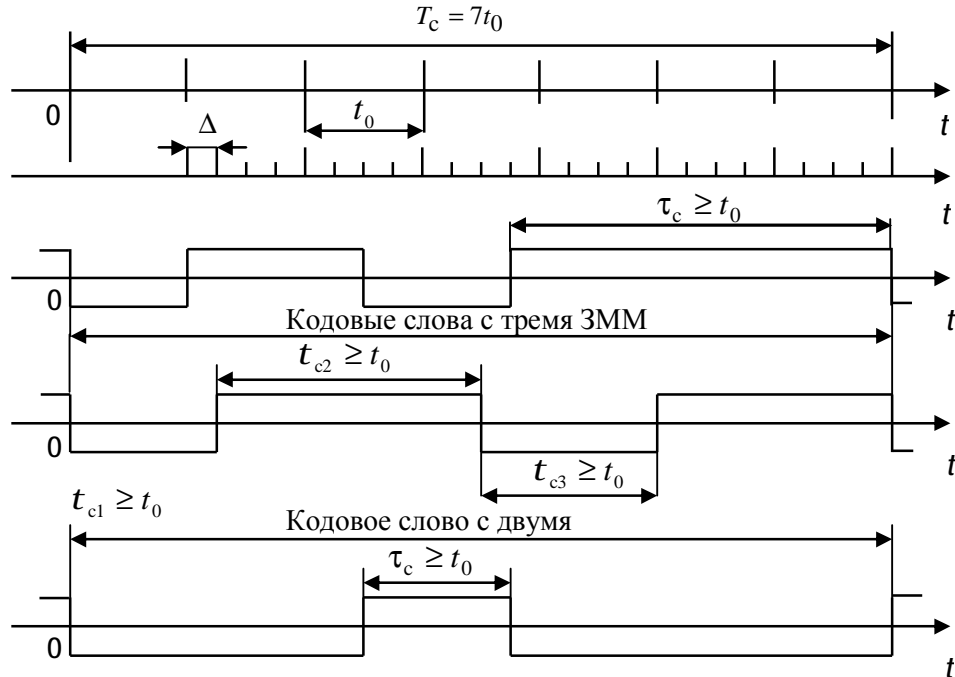 T_c = 7t_0
0
t_0
t
Δ
t
τ_c ≥ t_0
0
Кодовые слова с тремя ЗММ
t
t_c2 ≥ t_0
0
t
t_c3 ≥ t_0
t_c1 ≥ t_0
Кодовое слово с двумя
τ_c ≥ t_0
0
t